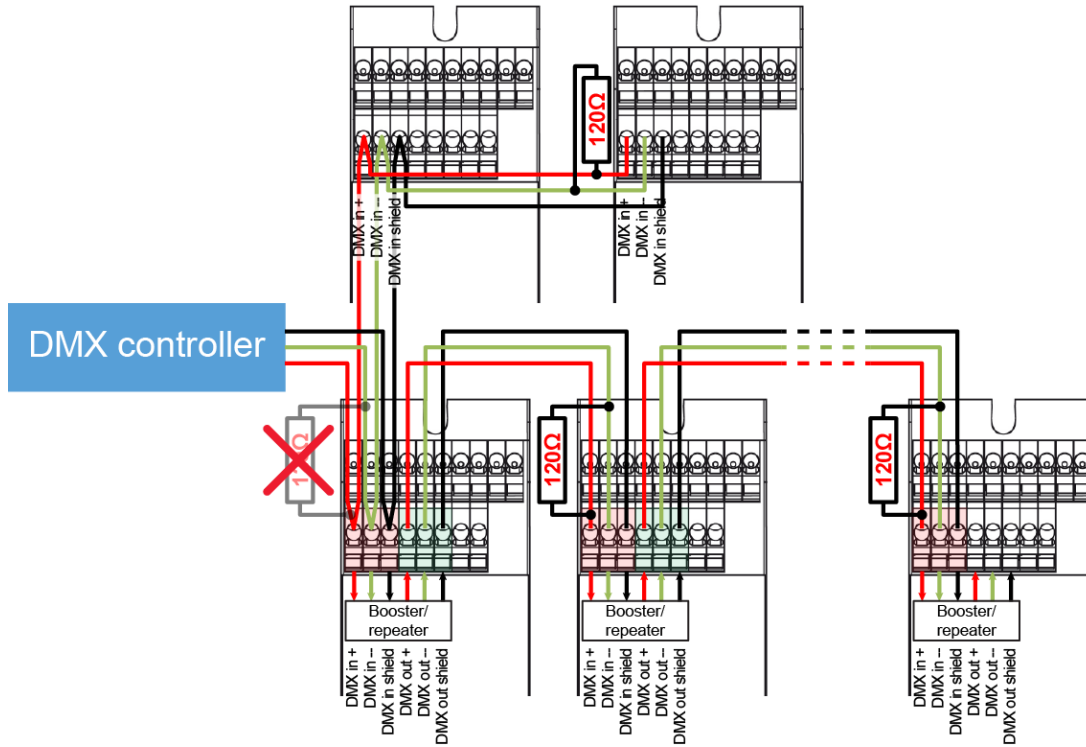 120Ω
DMX in +
DMX in --
DMX in shield
DMX in +
DMX in --
DMX in shield
DMX controller
120Ω
120Ω
120Ω
Booster/
repeater
Booster/
repeater
Booster/
repeater
DMX in +
DMX in --
DMX in shield
DMX out +
DMX out --
DMX out shield
DMX in +
DMX in --
DMX in shield
DMX out +
DMX out --
DMX out shield
DMX in +
DMX in --
DMX in shield
DMX out +
DMX out --
DMX out shield